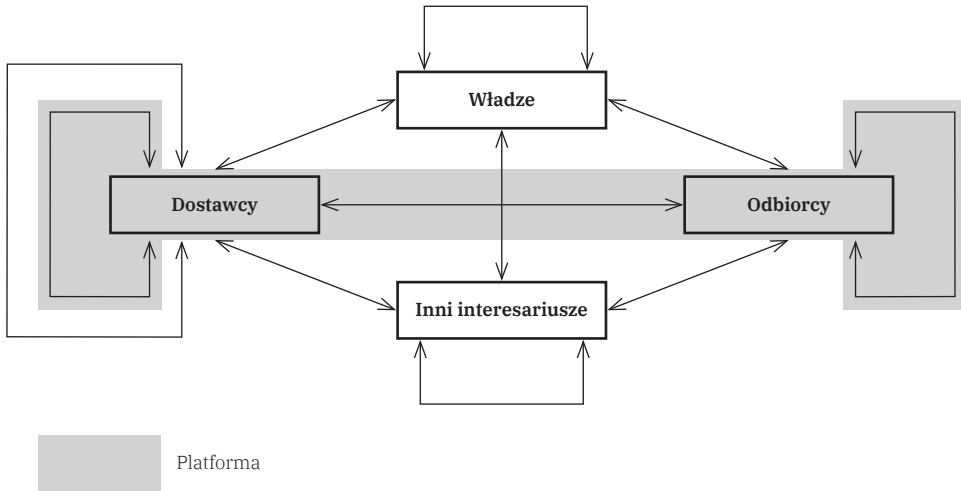 Władze
Dostawcy
Odbiorcy
Inni interesariusze
Platforma